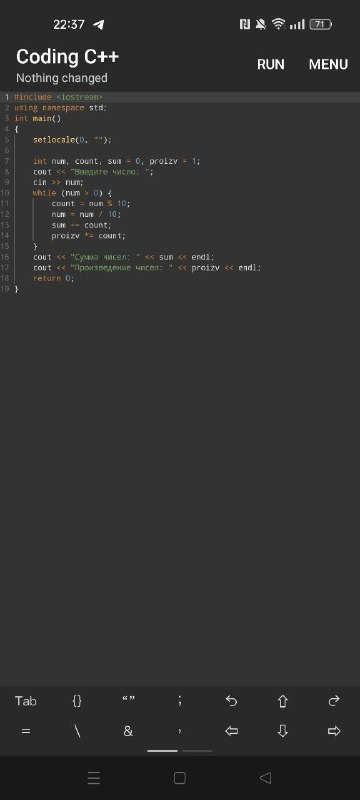 22:37
71
Coding C++
Nothing changed
RUN
MENU
1 #include <iostream>
2 using namespace std;
3 int main()
4 {
5 setlocale(0, "");
6
7 int num, count, sum = 0, proizv = 1;
8 cout << "Введите число: ";
9 cin >> num;
10 while (num > 0) {
11 count = num % 10;
12 num = num / 10;
13 sum += count;
14 proizv *= count;
15 }
16 cout << "Сумма чисел: " << sum << endl;
17 cout << "Произведение чисел: " << proizv << endl;
18 return 0;
19 }
Tab {} “” ;
= \ & ,